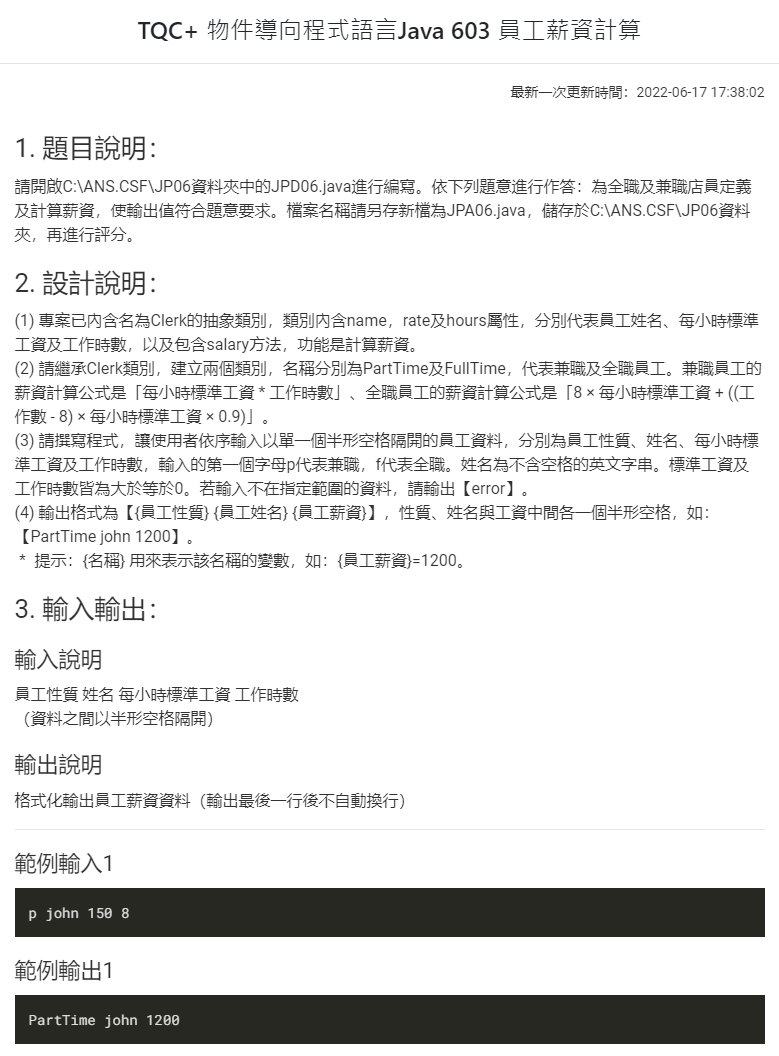 TQC+ 物件導向程式語言Java 603 員工薪資計算
最新一次更新時間：2022-06-17 17:38:02
1. 題目說明：
請開啟C:\ANS.CSF\JP06資料夾中的JPD06.java進行編寫。依下列題意進行作答：為全職及兼職店員定義
及計算薪資，使輸出值符合題意要求。檔案名稱請另存新檔為JPA06.java，儲存於C:\ANS.CSF\JP06資料
夾，再進行評分。
2. 設計說明：
(1) 專案已內含名為Clerk的抽象類別，類別內含name，rate及hours屬性，分別代表員工姓名、每小時標準
工資及工作時數，以及包含salary方法，功能是計算薪資。
(2) 請繼承Clerk類別，建立兩個類別，名稱分別為PartTime及FullTime，代表兼職及全職員工。兼職員工的
薪資計算公式是「每小時標準工資 * 工作時數」、全職員工的薪資計算公式是「8 × 每小時標準工資 + ((工
作數 - 8) × 每小時標準工資 × 0.9)」。
(3) 請撰寫程式，讓使用者依序輸入以單一個半形空格隔開的員工資料，分別為員工性質、姓名、每小時標
準工資及工作時數，輸入的第一個字母p代表兼職，f代表全職。姓名為不含空格的英文字串。標準工資及
工作時數皆為大於等於0。若輸入不在指定範圍的資料，請輸出【error】。
(4) 輸出格式為【{員工性質} {員工姓名} {員工薪資}】，性質、姓名與工資中間各一個半形空格，如：
【PartTime john 1200】。
* 提示：{名稱} 用來表示該名稱的變數，如：{員工薪資}=1200。
3. 輸入輸出：
輸入說明
員工性質 姓名 每小時標準工資 工作時數
（資料之間以半形空格隔開）
輸出說明
格式化輸出員工薪資資料（輸出最後一行後不自動換行）
範例輸入1
p john 150 8
範例輸出1
PartTime john 1200